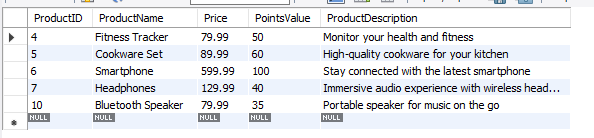 ProductID ProductName Price PointsValue ProductDescription
4 Fitness Tracker 79.99 50 Monitor your health and fitness
5 Cookware Set 89.99 60 High-quality cookware for your kitchen
6 Smartphone 599.99 100 Stay connected with the latest smartphone
7 Headphones 129.99 40 Immersive audio experience with wireless head...
10 Bluetooth Speaker 79.99 35 Portable speaker for music on the go
NULL NULL NULL NULL NULL